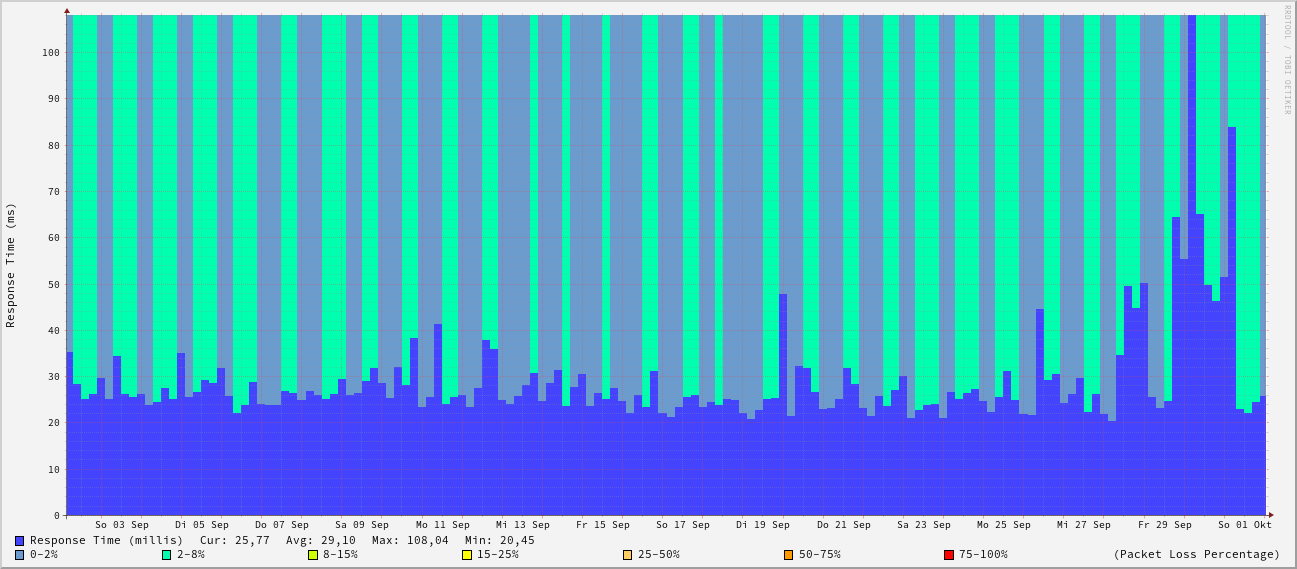 RRDTOOL / TOBI OETIKER
Response Time (ms)
100
90
80
70
60
50
40
30
20
10
0
So 03 Sep Di 05 Sep Do 07 Sep Sa 09 Sep Mo 11 Sep Mi 13 Sep Fr 15 Sep So 17 Sep Di 19 Sep Do 21 Sep Sa 23 Sep Mo 25 Sep Mi 27 Sep Fr 29 Sep So 01 Okt
Response Time (millis) Cur: 25,77 Avg: 29,10 Max: 108,04 Min: 20,45
0-2% 2-8% 8-15% 15-25% 25-50% 50-75% 75-100% (Packet Loss Percentage)